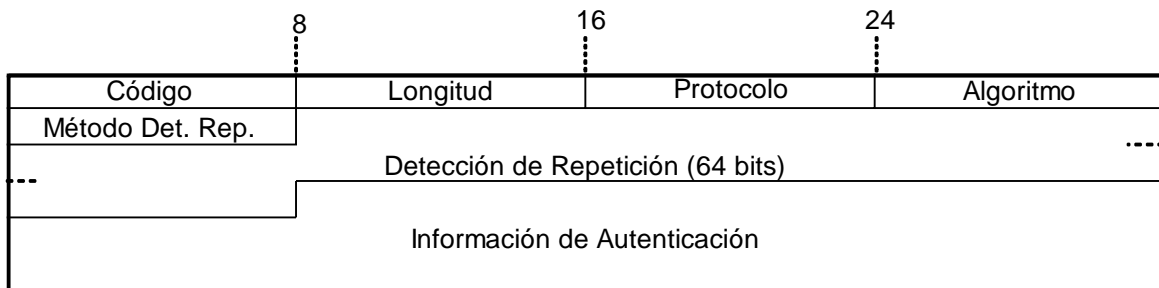 8 16 24
Código Longitud Protocolo Algoritmo
Método Det. Rep.
Detección de Repetición (64 bits)
Información de Autenticación